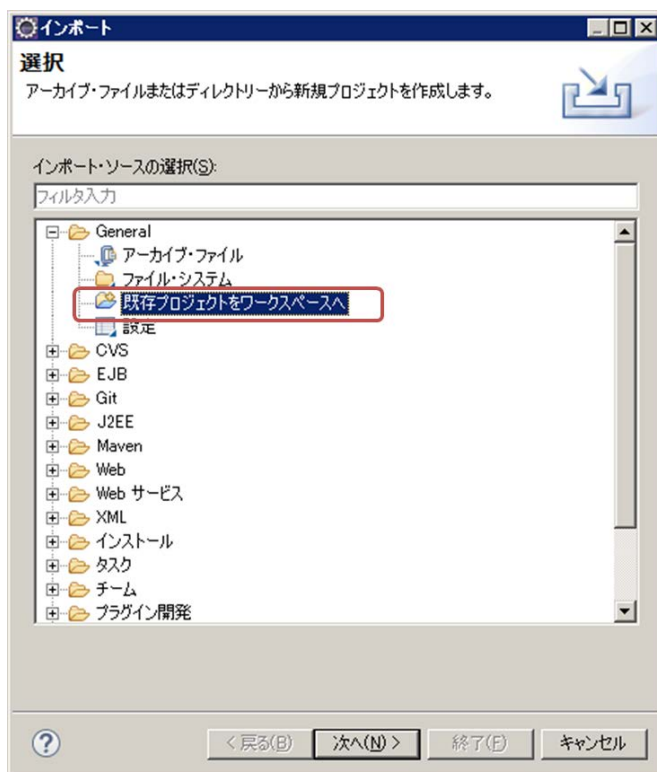 インポート
選択
アーカイブ・ファイルまたはディレクトリーから新規プロジェクトを作成します。
インポート・ソースの選択(S):
フィルタ入力
General
アーカイブ・ファイル
ファイル・システム
既存プロジェクトをワークスペースへ
設定
CVS
EJB
Git
J2EE
Maven
Web
Web サービス
XML
インストール
タスク
チーム
プラグイン開発
< 戻る(B) 次へ(N) > 終了(F) キャンセル